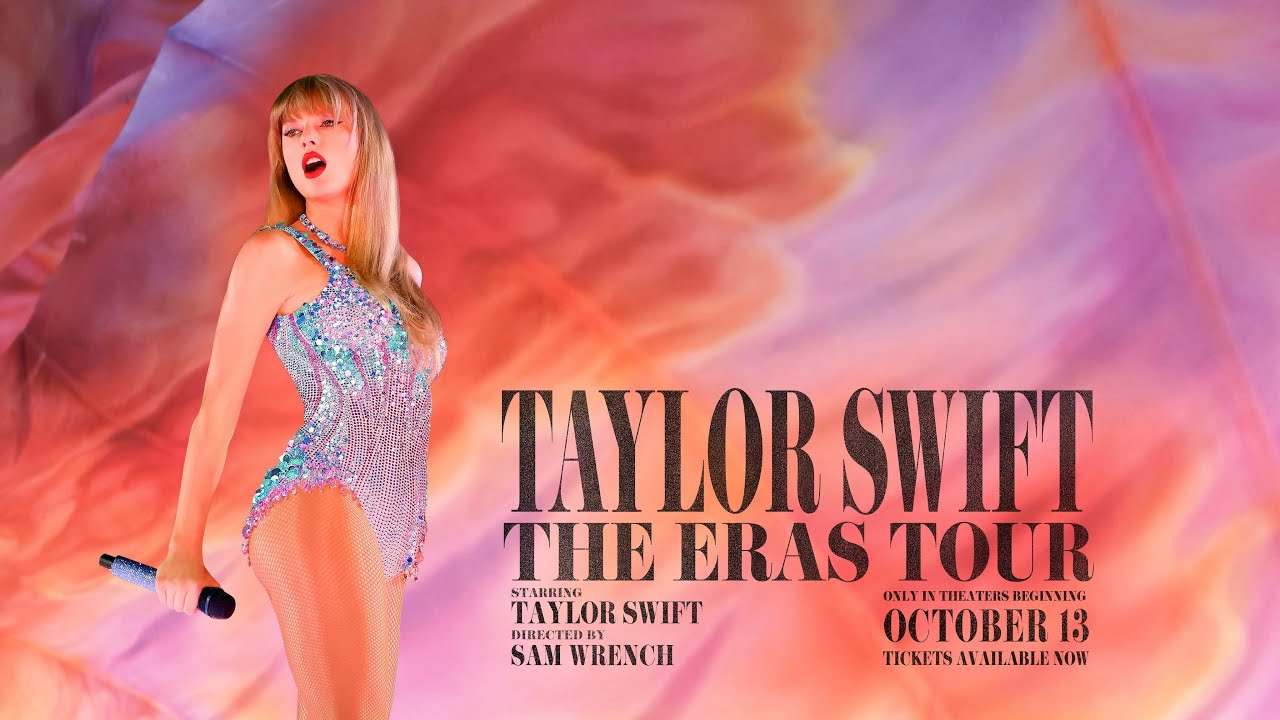 TAYLOR SWIFT
THE ERAS TOUR
STARRING
TAYLOR SWIFT
DIRECTED BY
SAM WRENCH
ONLY IN THEATERS BEGINNING
OCTOBER 13
TICKETS AVAILABLE NOW